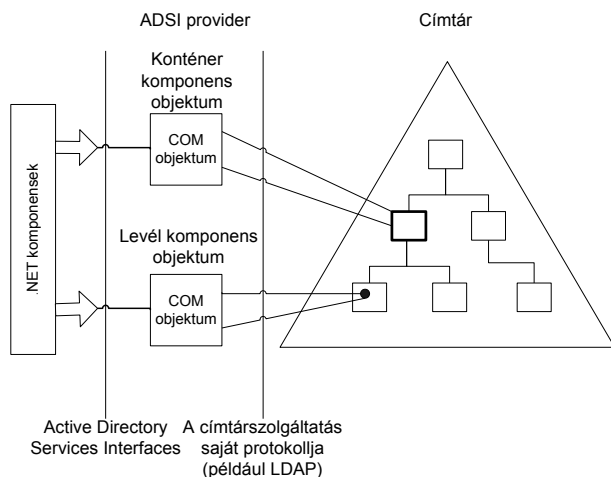 ADSI provider
Címtár
Konténer
komponens
objektum
COM
objektum
.NET komponensek
Levél komponens
objektum
COM
objektum
Active Directory
Services Interfaces
A címtárszolgáltatás
saját protokollja
(például LDAP)